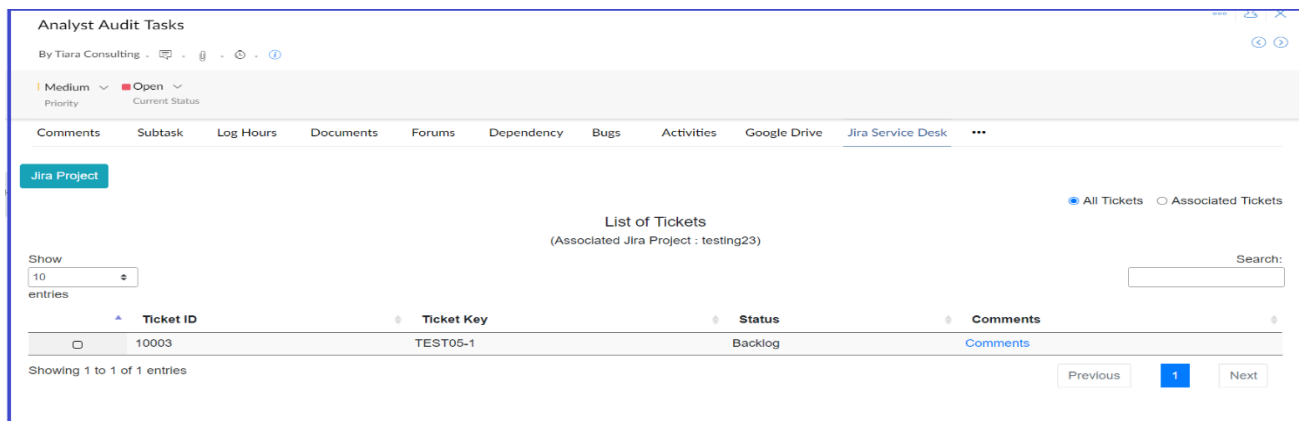 Analyst Audit Tasks
By Tiara Consulting
Medium Open
Priority Current Status
Comments Subtask Log Hours Documents Forums Dependency Bugs Activities Google Drive Jira Service Desk •••
Jira Project
All Tickets Associated Tickets
List of Tickets
(Associated Jira Project : testing23)
Show Search:
10
entries
Ticket ID Ticket Key Status Comments
10003 TEST05-1 Backlog Comments
Showing 1 to 1 of 1 entries
Previous 1 Next